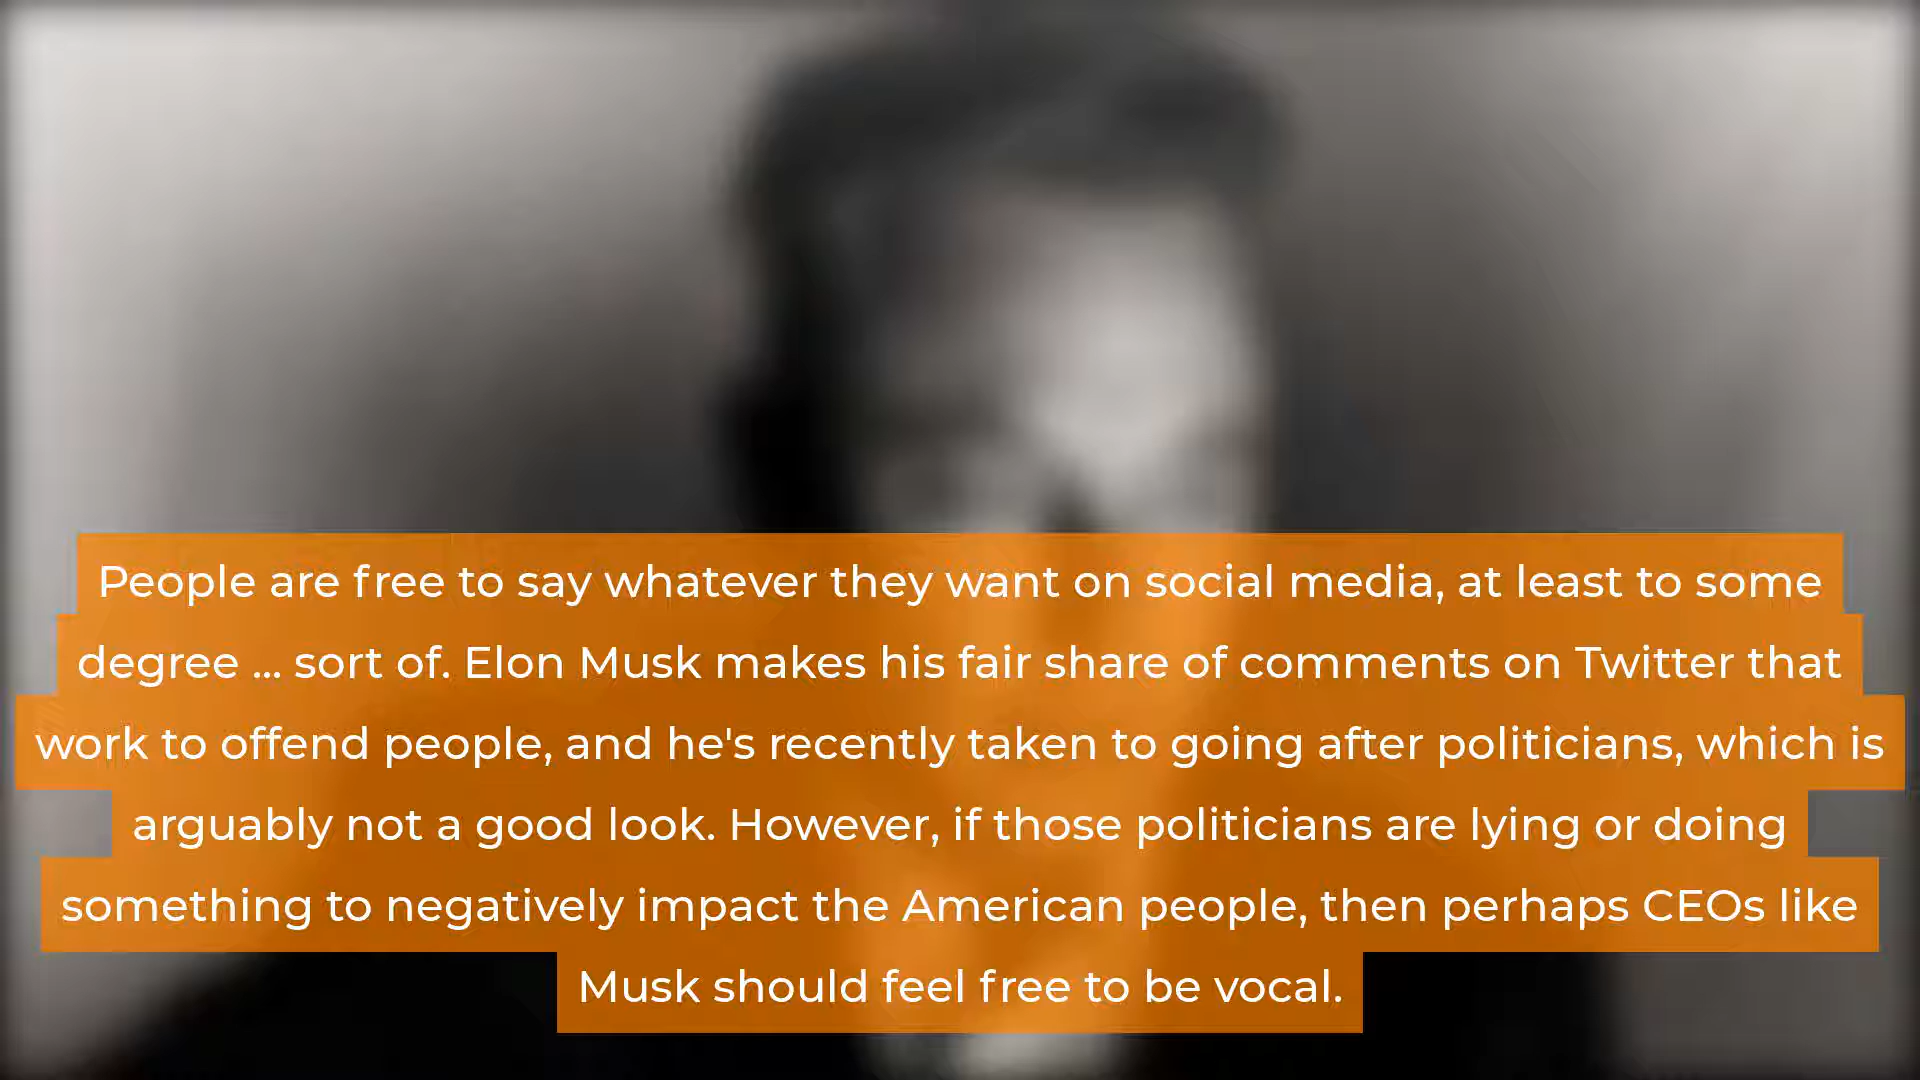 People are free to say whatever they want on social media, at least to some
degree ... sort of. Elon Musk makes his fair share of comments on Twitter that
work to offend people, and he's recently taken to going after politicians, which is
arguably not a good look. However, if those politicians are lying or doing
something to negatively impact the American people, then perhaps CEOs like
Musk should feel free to be vocal.